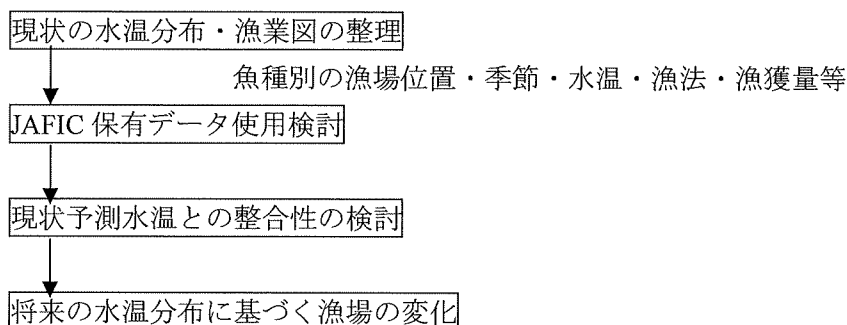 現状の水温分布・漁業図の整理
魚種別の漁場位置・季節・水温・漁法・漁獲量等
JAFIC 保有データ使用検討
現状予測水温との整合性の検討
将来の水温分布に基づく漁場の変化